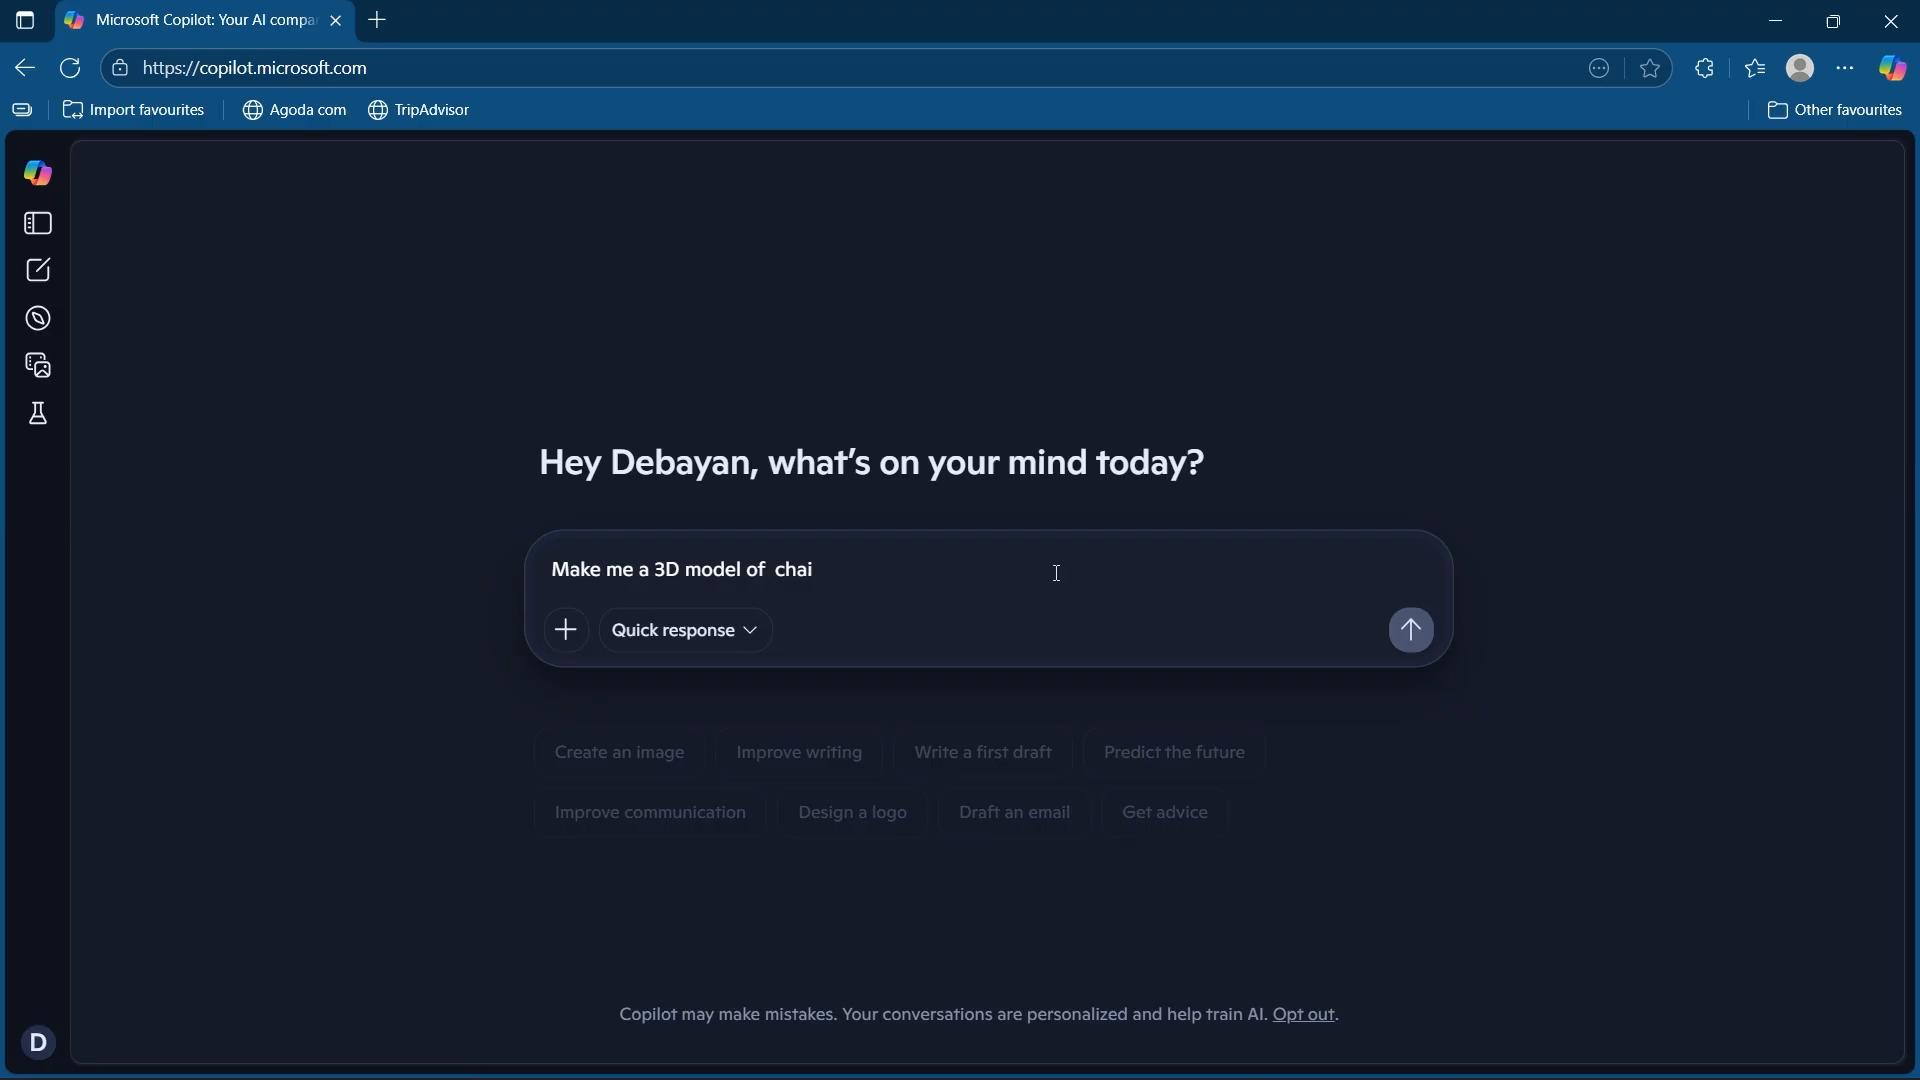 Microsoft Copilot: Your AI compa
https://copilot.microsoft.com
Import favourites
Agoda com
TripAdvisor
Other favourites
Hey Debayan, what's on your mind today?
Make me a 3D model of  chai
Quick response
Create an image
Improve writing
Write a first draft
Predict the future
Improve communication
Design a logo
Draft an email
Get advice
Copilot may make mistakes. Your conversations are personalized and help train AI. Opt out.
D